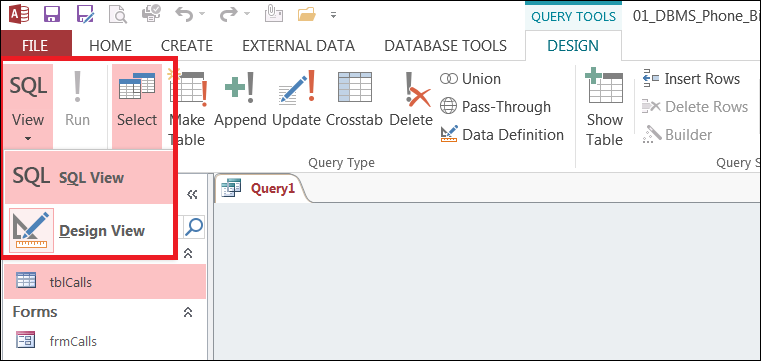 QUERY TOOLS 01_DBMS_Phone_Bi
FILE HOME CREATE EXTERNAL DATA DATABASE TOOLS DESIGN
SQL
View
Run
Select
Make
Table
Append
Update
Crosstab
Delete
Union
Pass-Through
Data Definition
Query Type
Show
Table
Insert Rows
Delete Rows
Builder
Query S
SQL SQL View
Design View
Query1
tblCalls
Forms
frmCalls